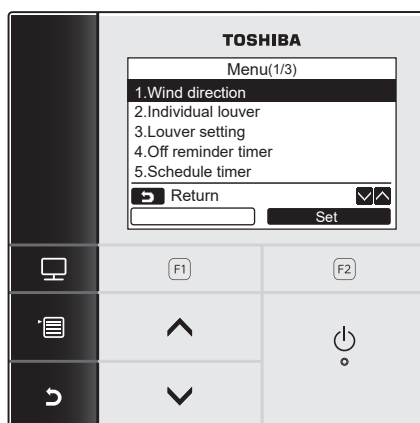 TOSHIBA
Menu(1/3)
1.Wind direction
2.Individual louver
3.Louver setting
4.Off reminder timer
5.Schedule timer
Return
Set
F1
F2